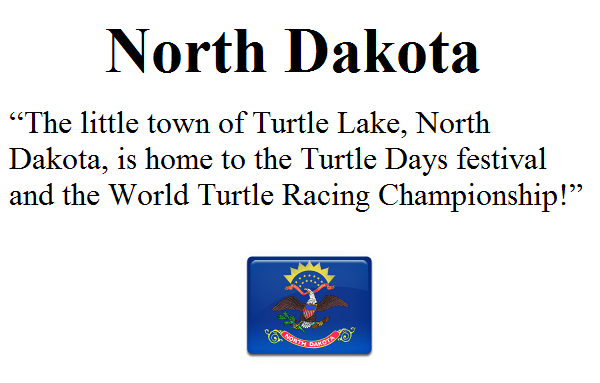 North Dakota
“The little town of Turtle Lake, North
Dakota, is home to the Turtle Days festival
and the World Turtle Racing Championship!”
NORTH DAKOTA